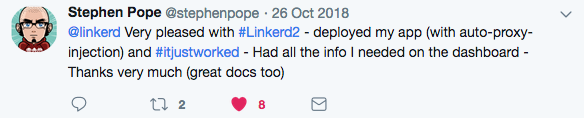 Stephen Pope @stephenpope · 26 Oct 2018
@linkerd Very pleased with #Linkerd2 - deployed my app (with auto-proxy-
injection) and #itjustworked - Had all the info I needed on the dashboard -
Thanks very much (great docs too)
2 8